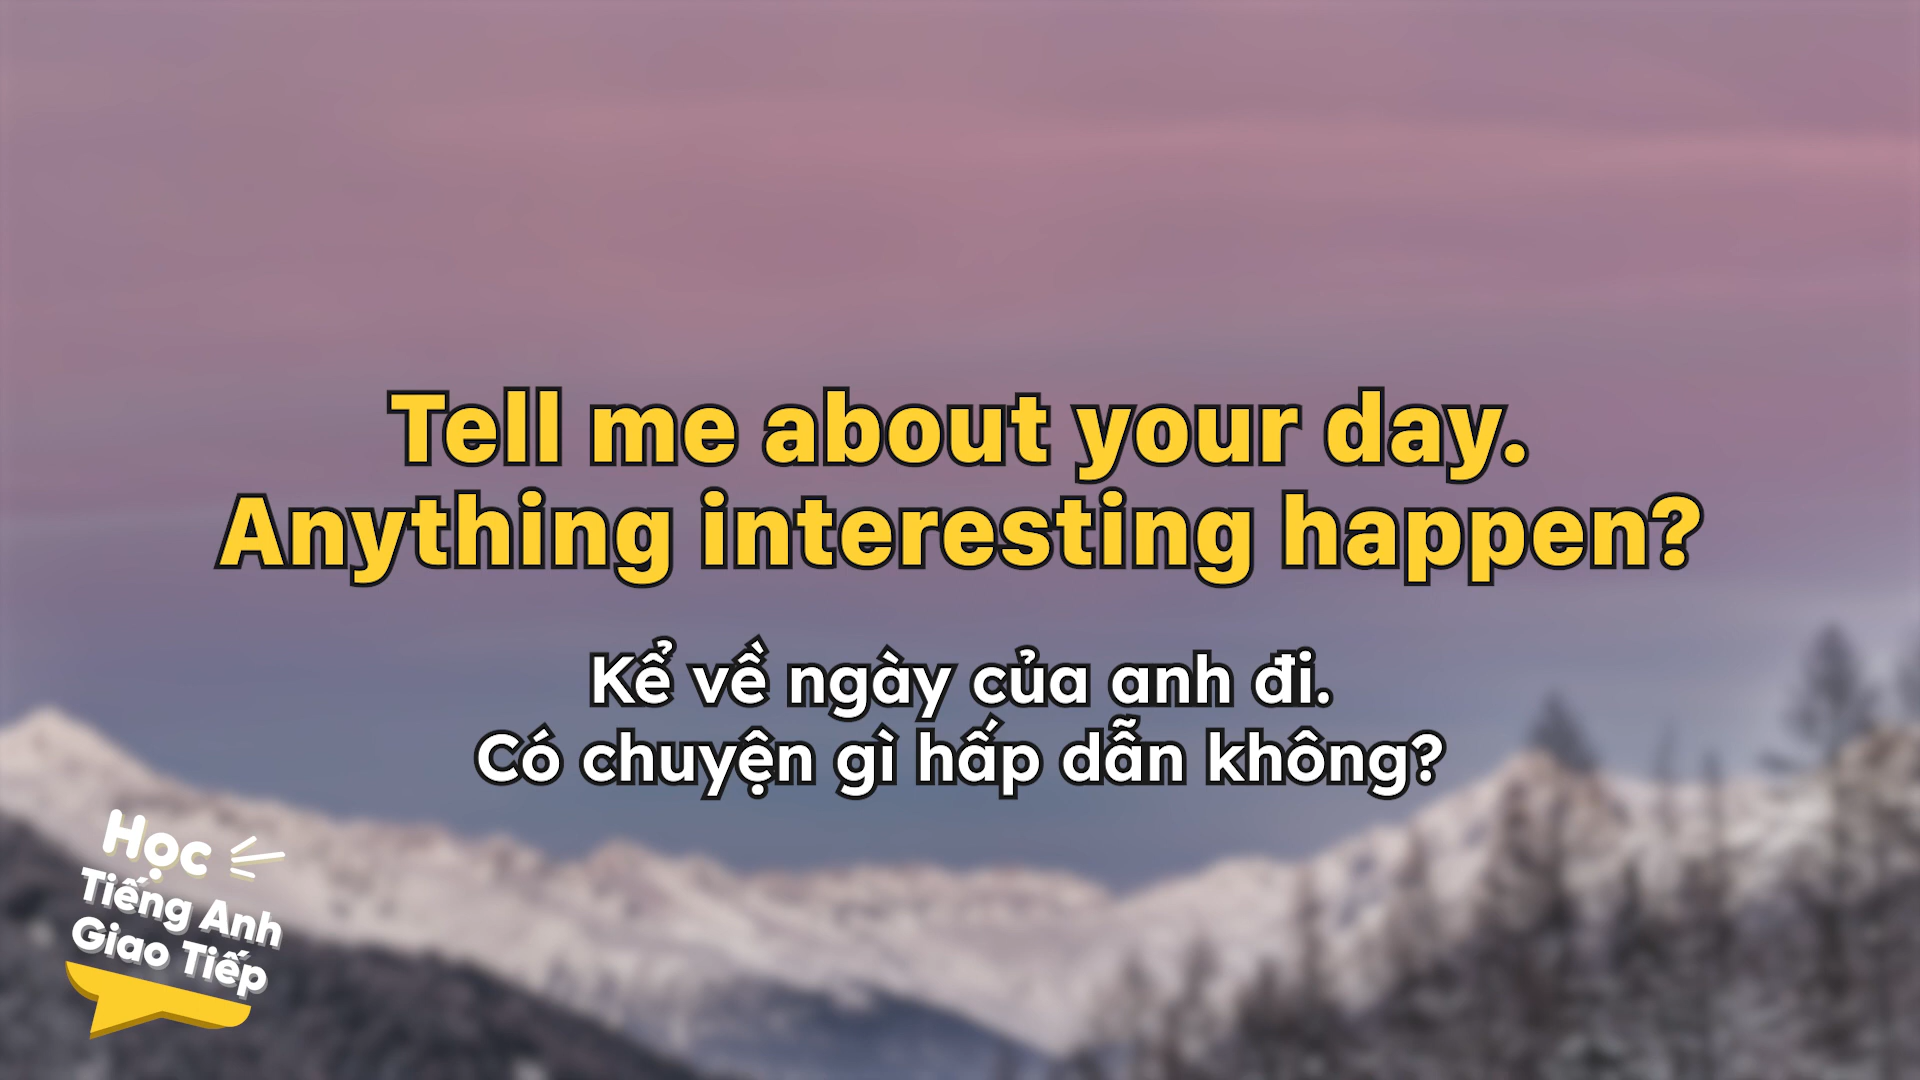 Tell me about your day.
Anything interesting happen?
Kể về ngày của anh đi.
Có chuyện gì hấp dẫn không?
Học
Tiếng Anh
Giao Tiếp